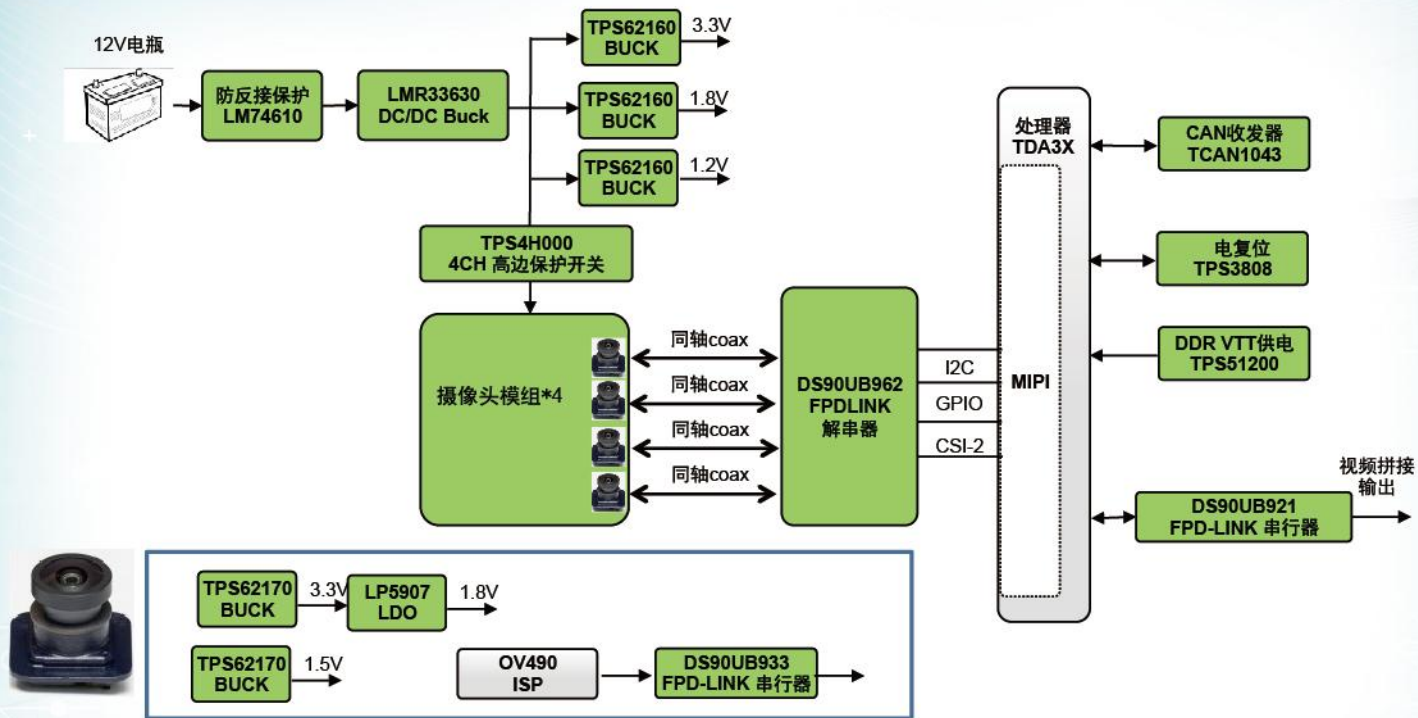 12V电瓶
防反接保护
LM74610
LMR33630
DC/DC Buck
TPS62160
BUCK
3.3V
TPS62160
BUCK
1.8V
TPS62160
BUCK
1.2V
TPS4H000
4CH 高边保护开关
摄像头模组*4
同轴coax
同轴coax
同轴coax
同轴coax
DS90UB962
FPDLINK
解串器
I2C
GPIO
CSI-2
处理器
TDA3X
MIPI
CAN收发器
TCAN1043
电复位
TPS3808
DDR VTT供电
TPS51200
DS90UB921
FPD-LINK 串行器
视频拼接
输出
TPS62170
BUCK
3.3V
LP5907
LDO
1.8V
TPS62170
BUCK
1.5V
OV490
ISP
DS90UB933
FPD-LINK 串行器